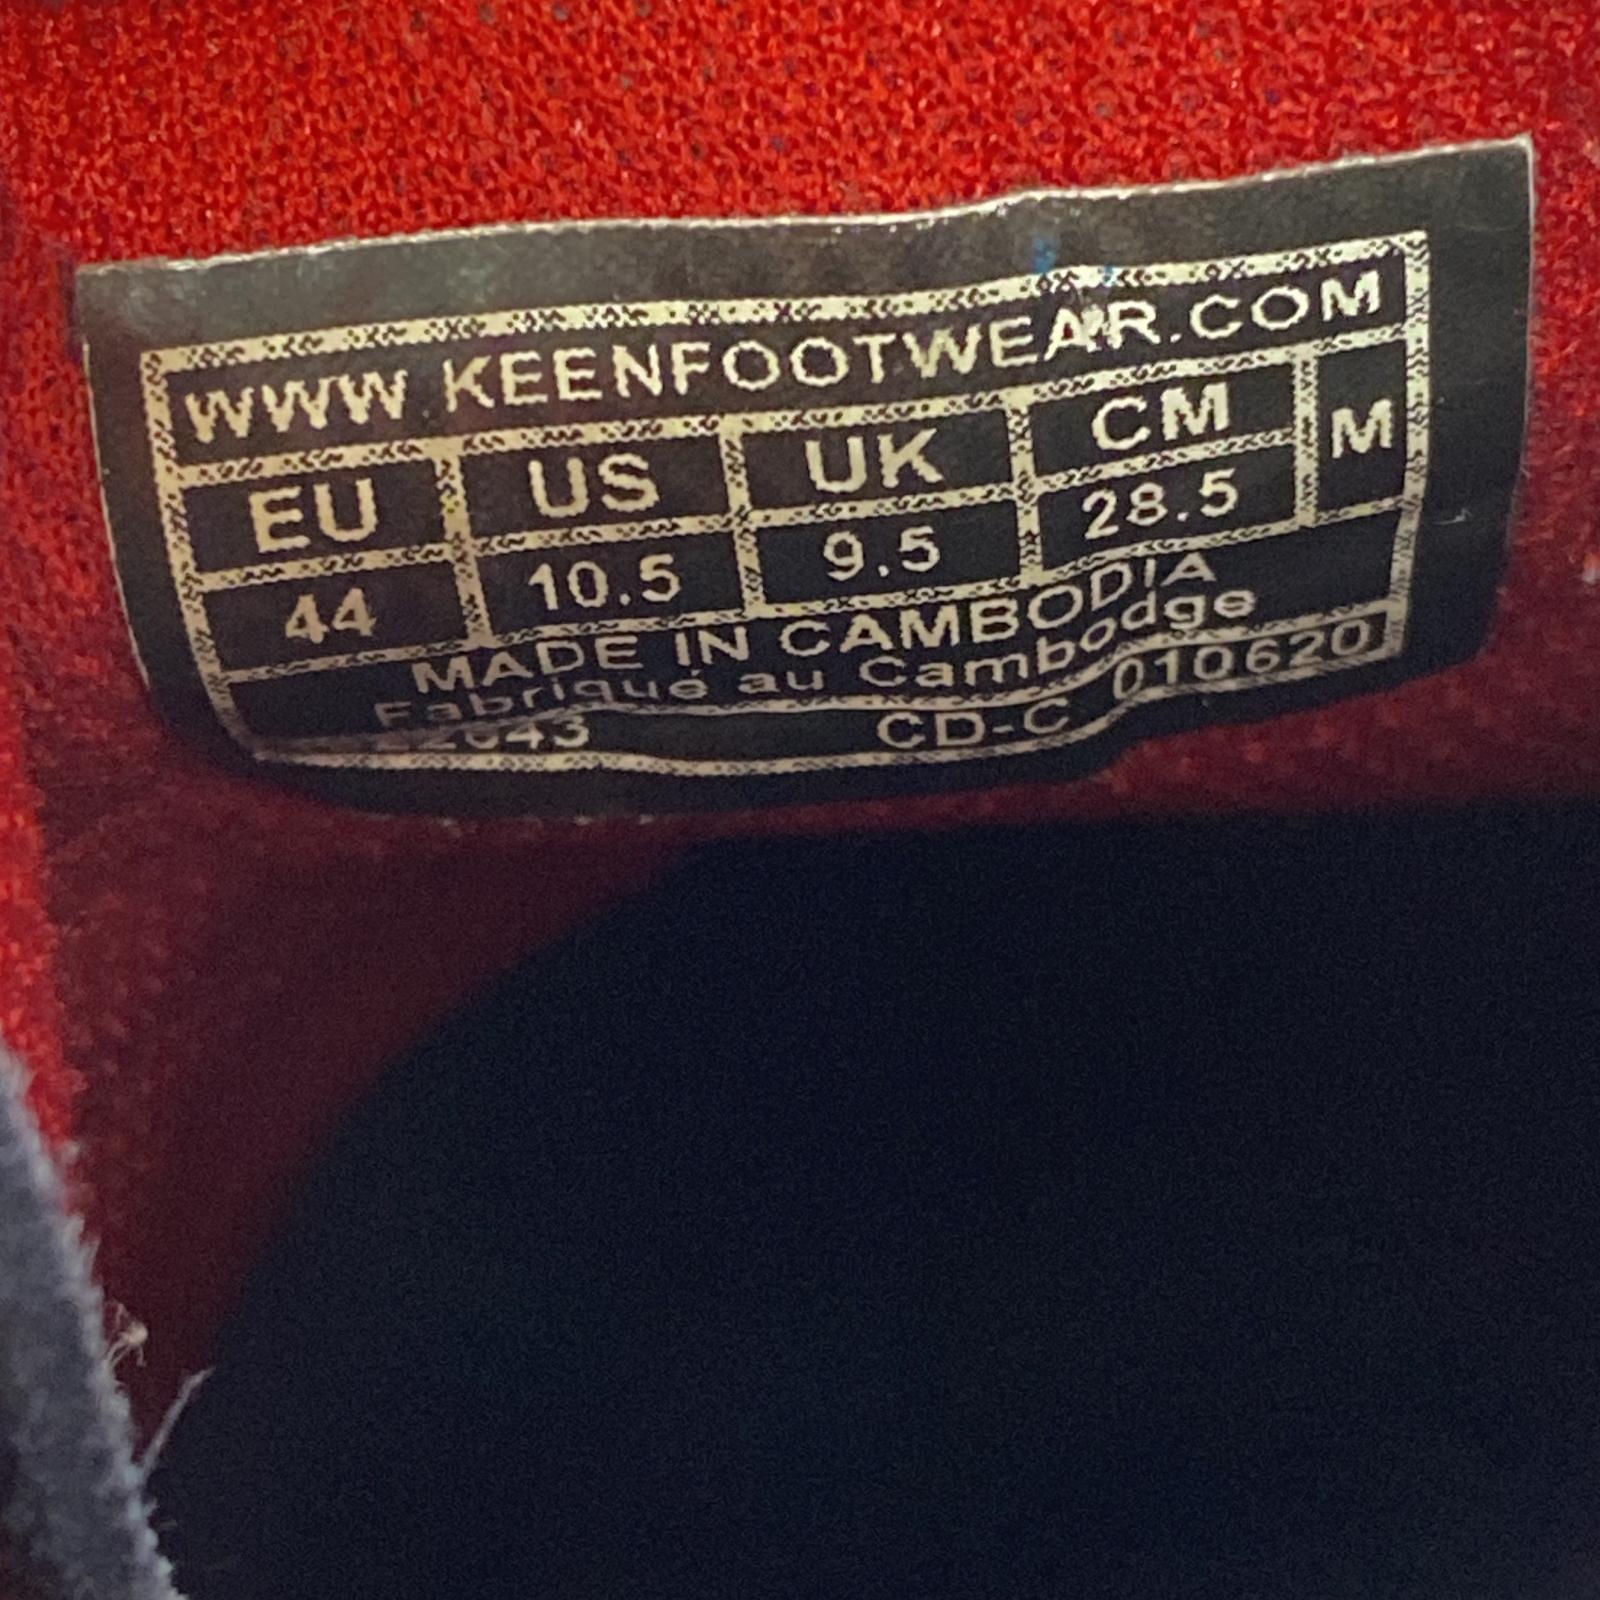 WWW KEENFOOTWEAR.COM
EU US UK CM M
44 10.5 9.5 28.5
MADE IN CAMBODIA
Fabriqué au Cambodge
CD-C 010620